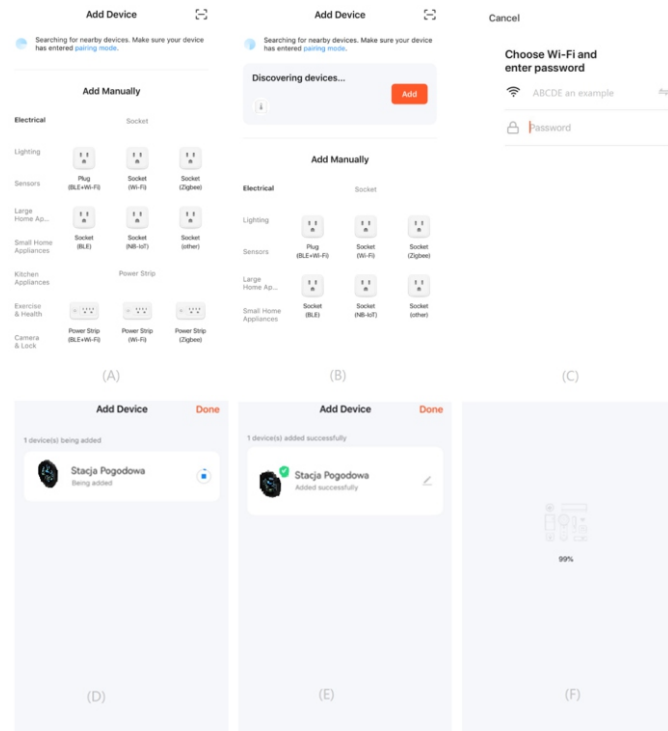 Add Device
Searching for nearby devices. Make sure your device
has entered pairing mode.
Add Manually
Electrical
Socket
Lighting
Sensors
Large
Home Ap...
Small Home
Appliances
Kitchen
Appliances
Exercise
& Health
Camera
& Lock
Plug
(BLE+Wi-Fi)
Socket
(Wi-Fi)
Socket
(Zigbee)
Socket
(BLE)
Socket
(NB-IoT)
Socket
(other)
Power Strip
Power Strip
(BLE+Wi-Fi)
Power Strip
(Wi-Fi)
Power Strip
(Zigbee)
(A)
Add Device
Searching for nearby devices. Make sure your device
has entered pairing mode.
Discovering devices...
Add
Add Manually
Electrical
Socket
Lighting
Sensors
Large
Home Ap...
Small Home
Appliances
Plug
(BLE+Wi-Fi)
Socket
(Wi-Fi)
Socket
(Zigbee)
Socket
(BLE)
Socket
(NB-IoT)
Socket
(other)
(B)
Cancel
Choose Wi-Fi and
enter password
ABCDE an example
Password
(C)
Add Device
Done
1 device(s) being added
Stacja Pogodowa
Being added
(D)
Add Device
Done
1 device(s) added successfully
Stacja Pogodowa
Added successfully
(E)
99%
(F)